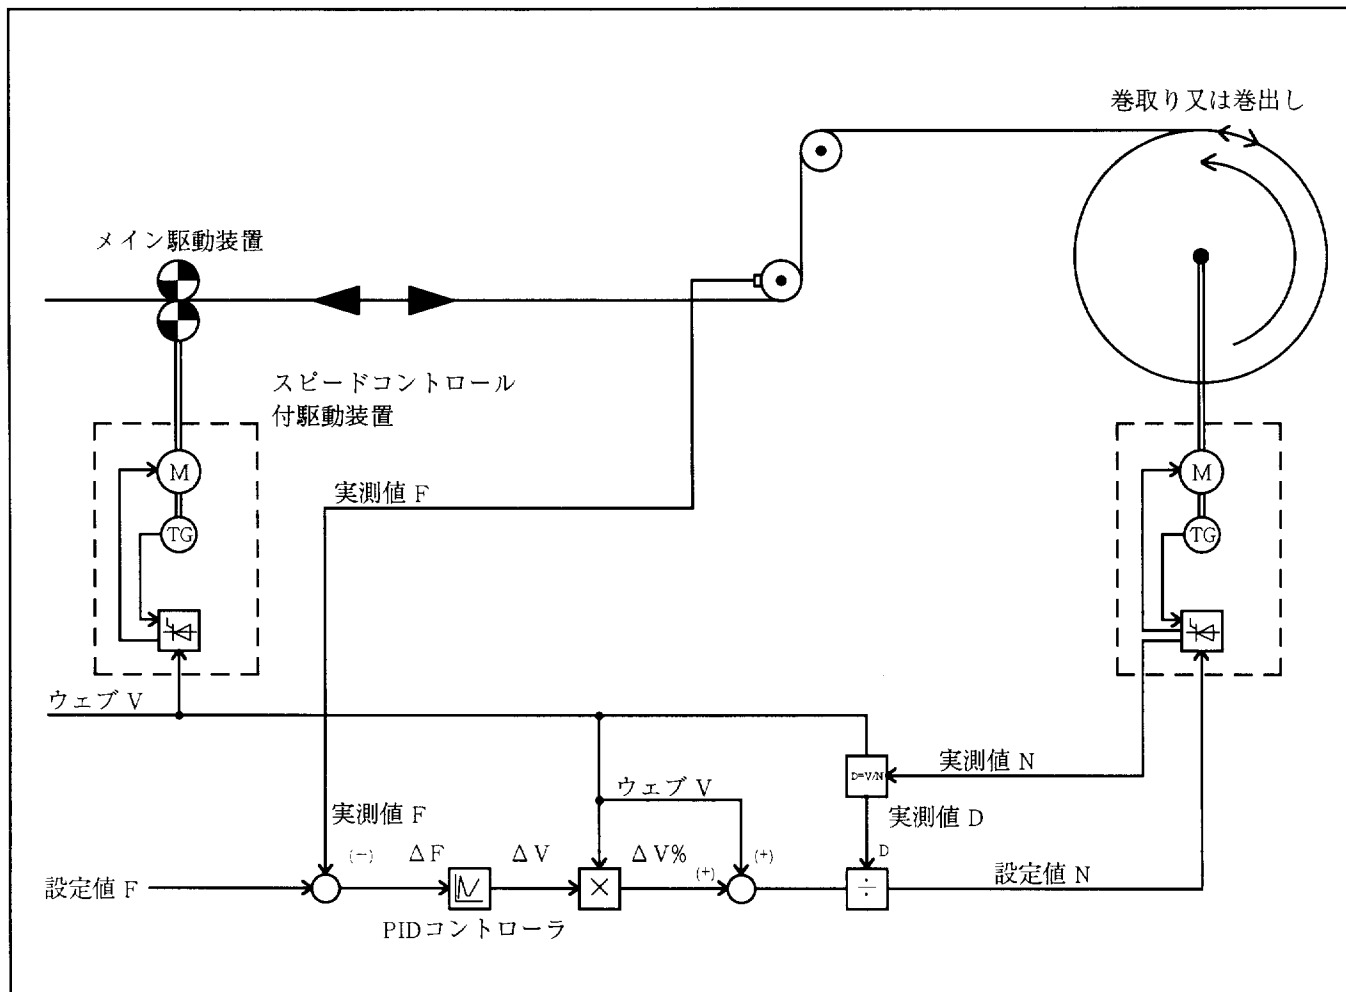 巻取り又は巻出し
メイン駆動装置
スピードコントロール
付駆動装置
M
M
実測値 F
TG
TG
ウェブ V
D=V/N
実測値 N
ウェブ V
実測値 F
実測値 D
(−)
ΔF
ΔV
ΔV%
(+)
(+)
D
設定値 F
×
÷
設定値 N
PIDコントローラ